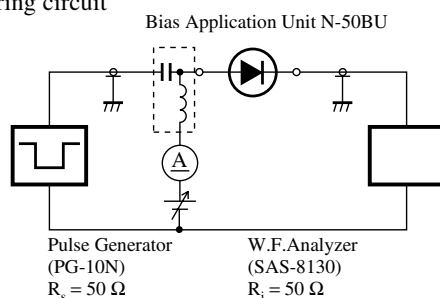 ring circuit
Bias Application Unit N-50BU
A
Pulse Generator
(PG-10N)
Rs = 50 Ω
W.F.Analyzer
(SAS-8130)
Ri = 50 Ω